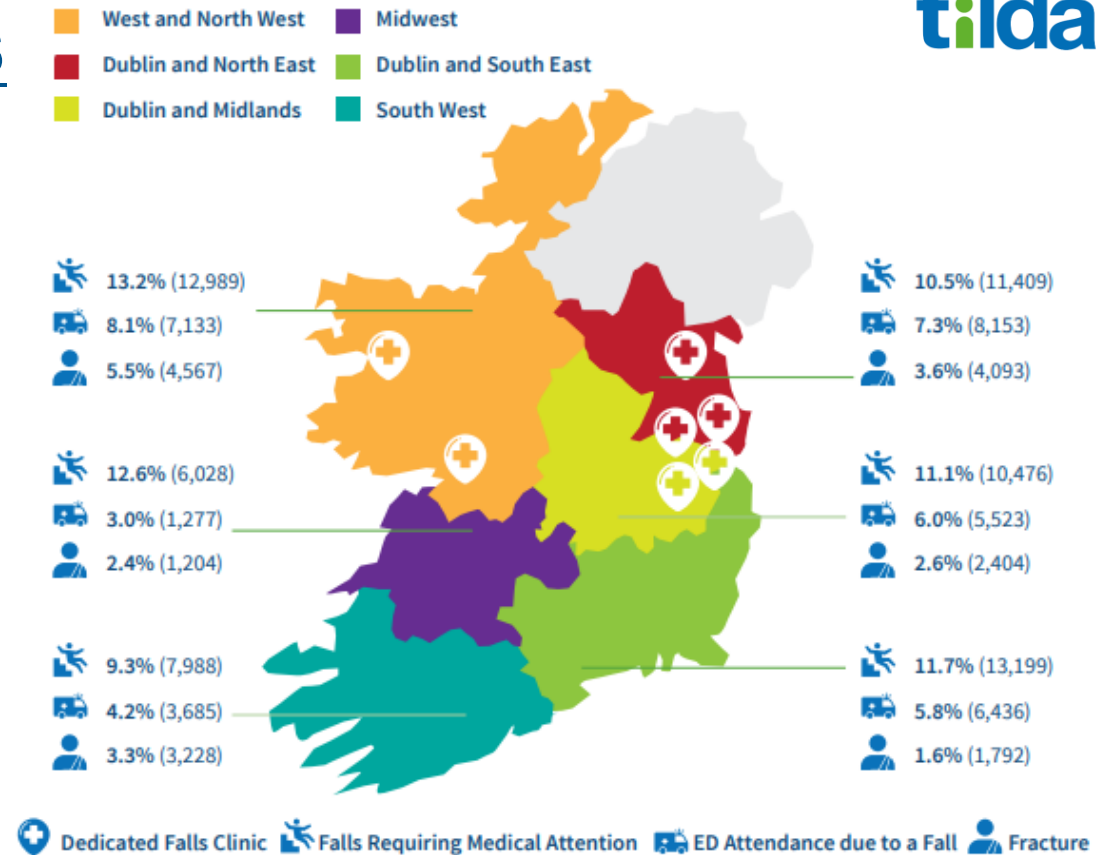 West and North West
Midwest
tilda
Dublin and North East
Dublin and South East
Dublin and Midlands
South West
13.2% (12,989)
8.1% (7,133)
5.5% (4,567)
10.5% (11,409)
7.3% (8,153)
3.6% (4,093)
12.6% (6,028)
3.0% (1,277)
2.4% (1,204)
11.1% (10,476)
6.0% (5,523)
2.6% (2,404)
9.3% (7,988)
4.2% (3,685)
3.3% (3,228)
11.7% (13,199)
5.8% (6,436)
1.6% (1,792)
Dedicated Falls Clinic Falls Requiring Medical Attention ED Attendance due to a Fall Fracture